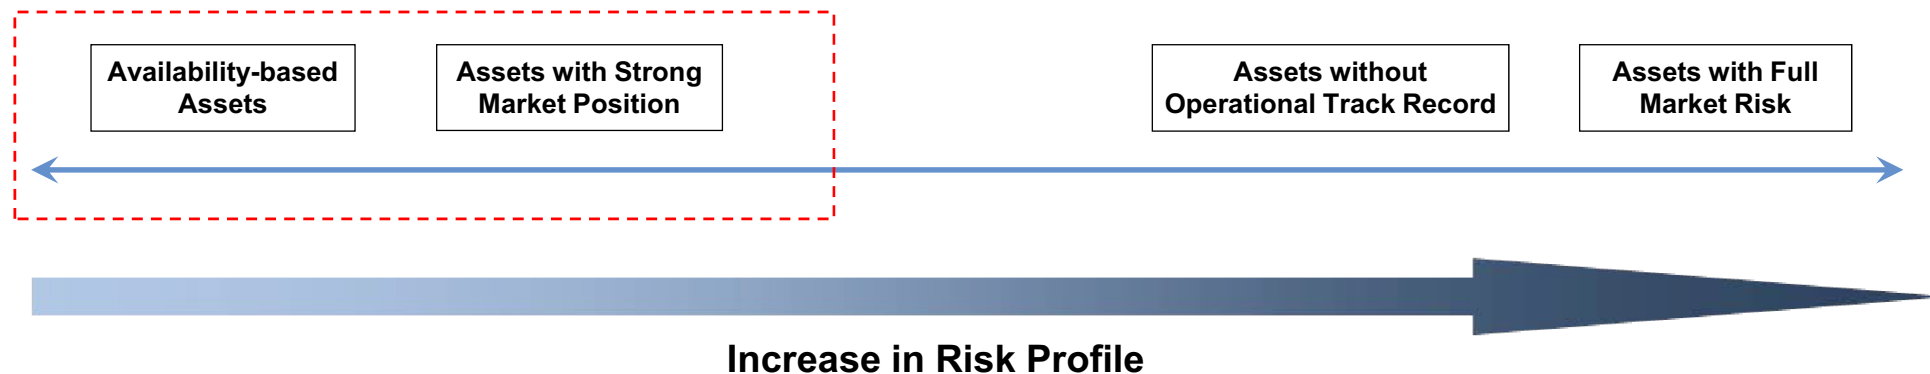 Availability-based
Assets
Assets with Strong
Market Position
Assets without
Operational Track Record
Assets with Full
Market Risk
Increase in Risk Profile